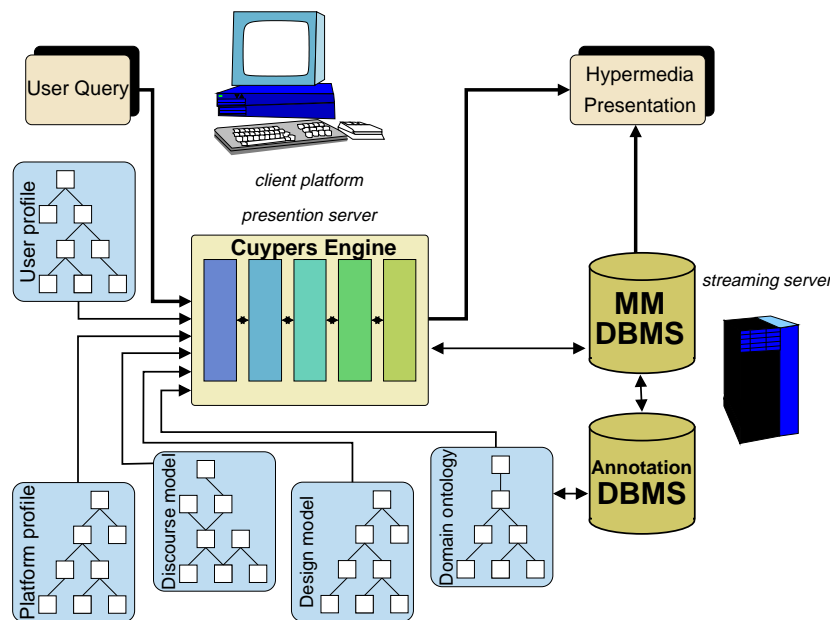 User Query
Hypermedia
Presentation
client platform
presention server
User profile
Cuypers Engine
streaming server
MM
DBMS
Annotation
DBMS
Platform profile
Discourse model
Design model
Domain ontology